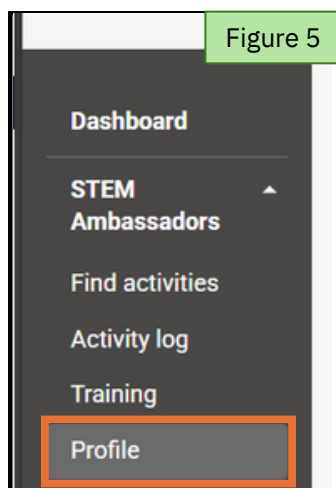 Figure 5
Dashboard
STEM
Ambassadors
Find activities
Activity log
Training
Profile